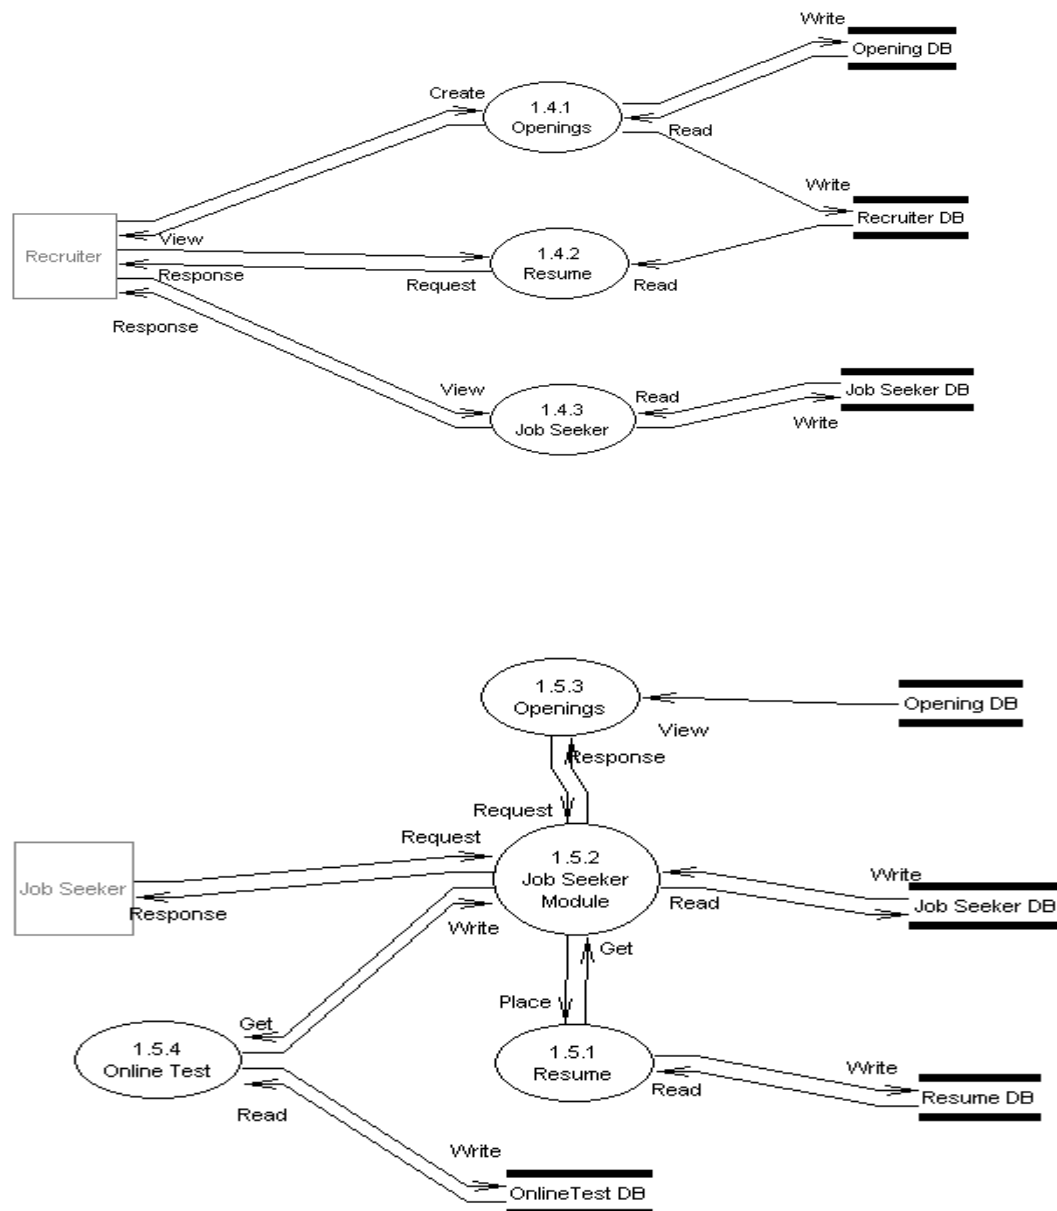 Write
Opening DB
Create
1.4.1
Openings
Read
Write
Recruiter DB
View
Recruiter
1.4.2
Resume
Response
Request
Read
Response
View
Read
Job Seeker DB
1.4.3
Job Seeker
Write
1.5.3
Openings
Opening DB
View
Response
Request
Request
1.5.2
Job Seeker
Module
Write
Job Seeker
Read
Job Seeker DB
Response
Write
Get
Place
Get
1.5.4
Online Test
1.5.1
Resume
Write
Read
Resume DB
Read
Write
OnlineTest DB